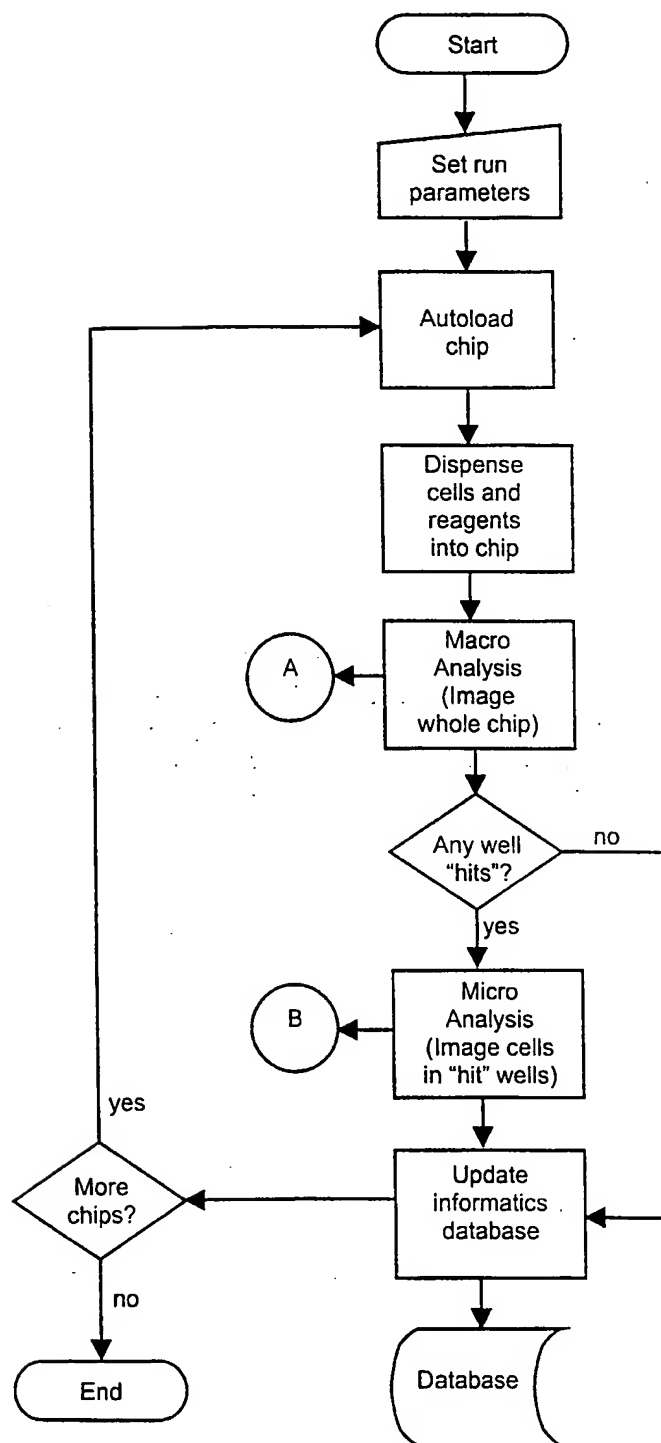 Start
Set run
parameters
Autoload
chip
Dispense
cells and
reagents
into chip
Macro
Analysis
(Image
whole chip)
A
Any well
“hits”?
no
yes
Micro
Analysis
(Image cells
in “hit” wells)
B
Update
informatics
database
yes
More
chips?
no
End
Database